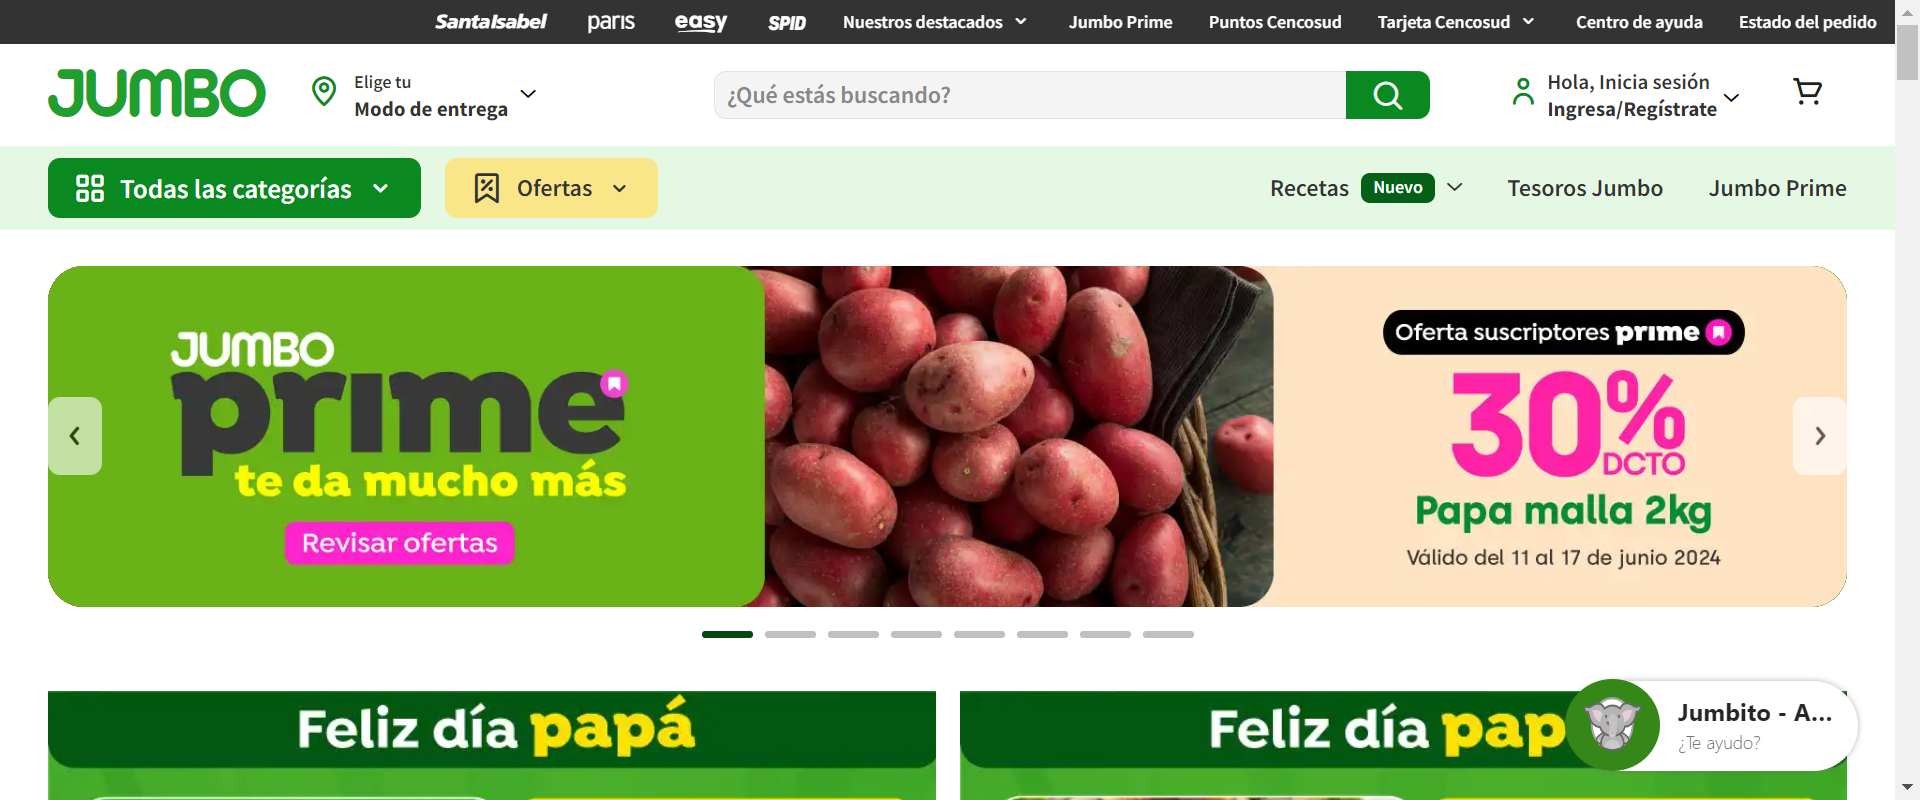 SantaIsabel paris easy SPID Nuestros destacados Jumbo Prime Puntos Cencosud Tarjeta Cencosud Centro de ayuda Estado del pedido
JUMBO
Elige tu
Modo de entrega
¿Qué estás buscando?
Hola, Inicia sesión
Ingresa/Regístrate
Todas las categorías
Ofertas
Recetas Nuevo
Tesoros Jumbo
Jumbo Prime
JUMBO
prime
te da mucho más
Revisar ofertas
Oferta suscriptores prime
30%
DCTO
Papa malla 2kg
Válido del 11 al 17 de junio 2024
Feliz día papá
Feliz día pap
Jumbito - A...
¿Te ayudo?